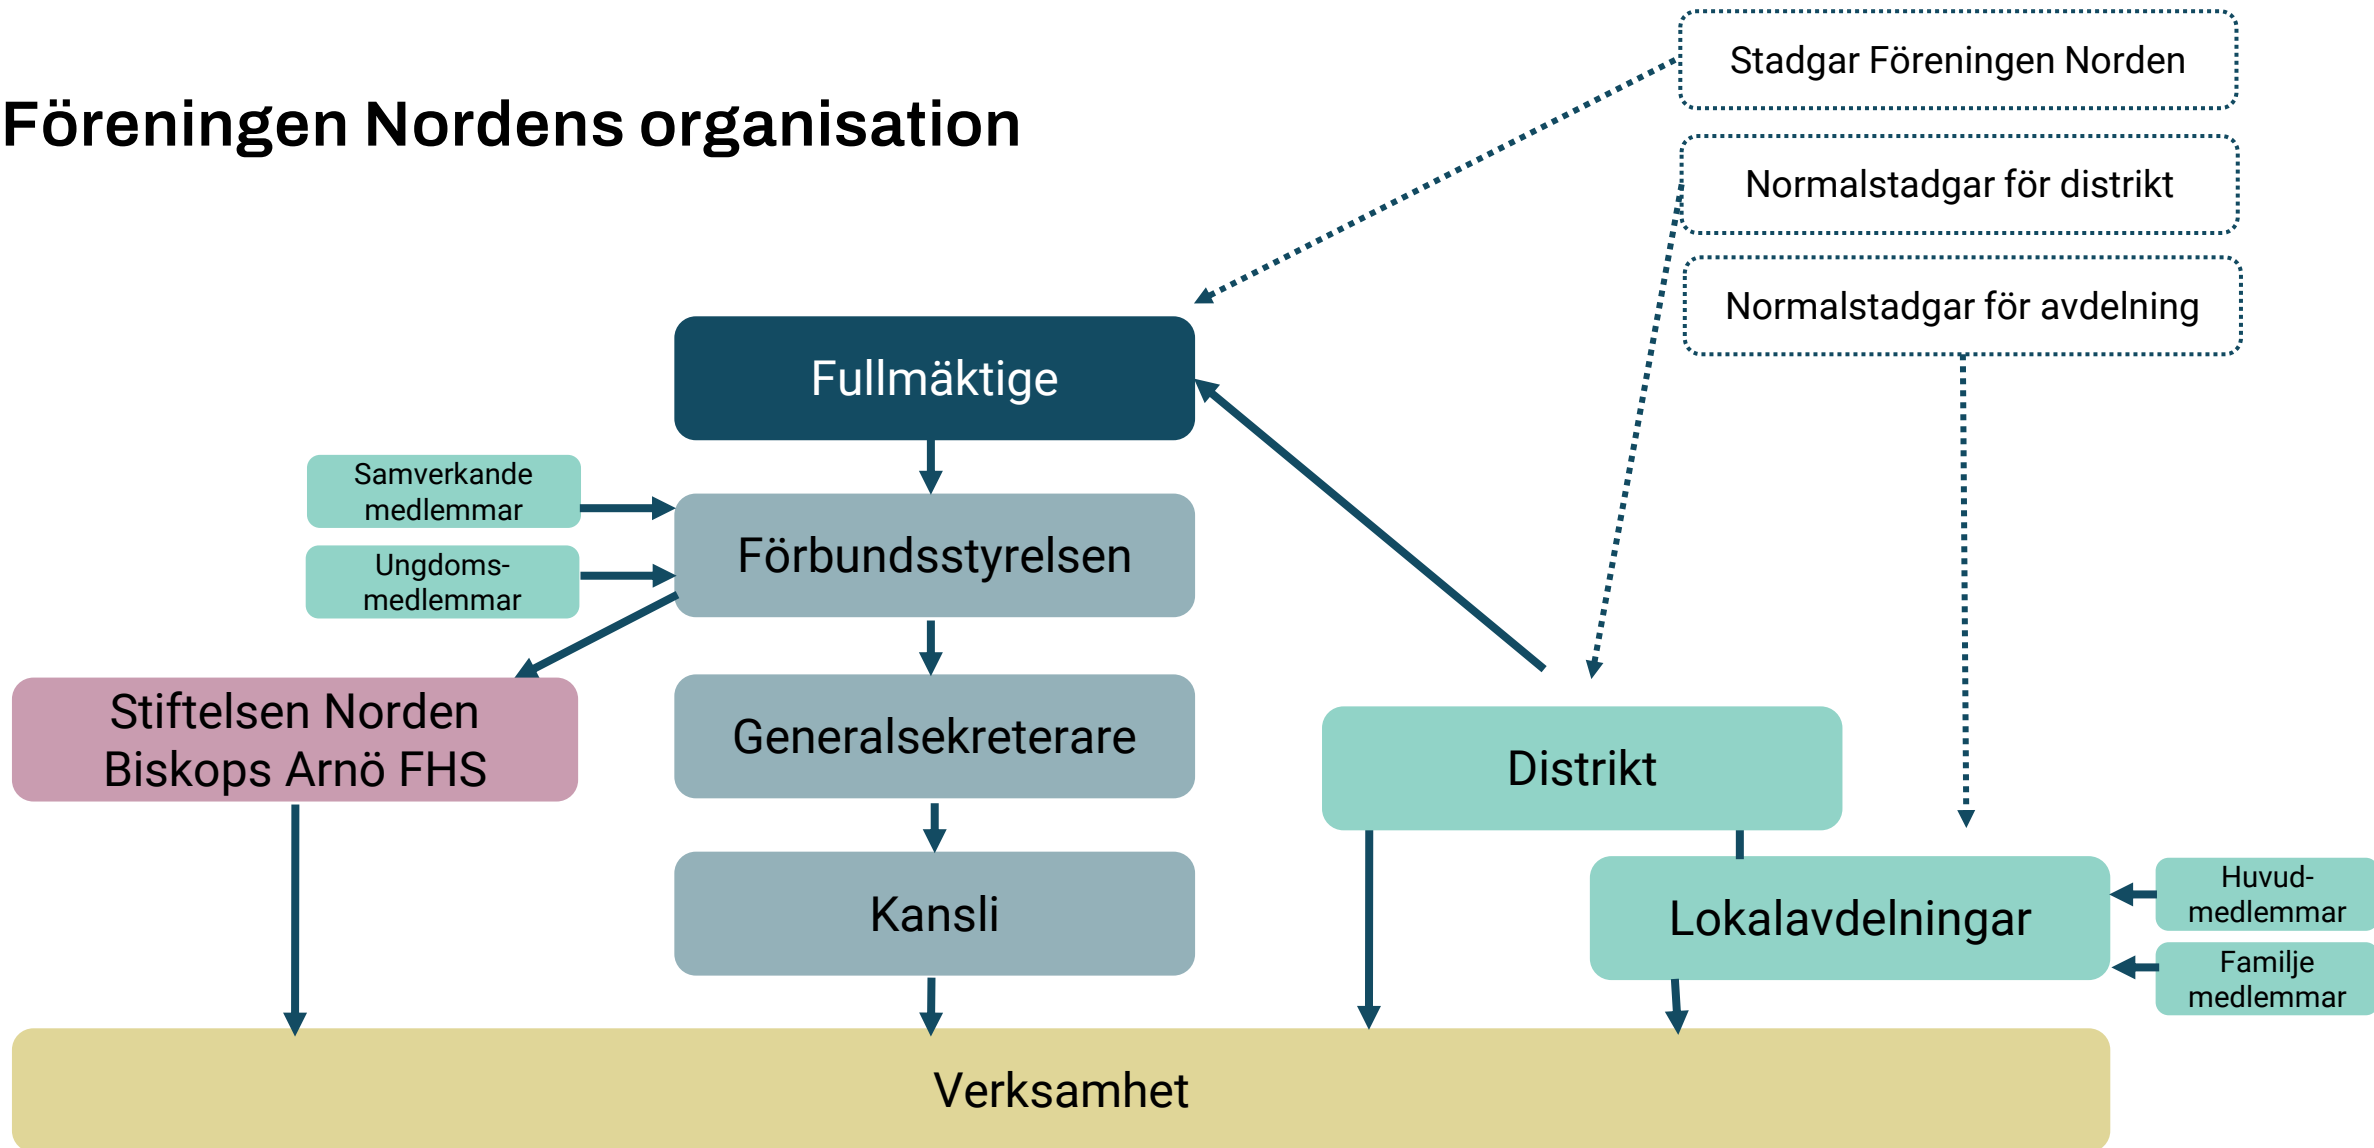 Föreningen Nordens organisation
Stadgar Föreningen Norden
Normalstadgar för distrikt
Normalstadgar för avdelning
Fullmäktige
Samverkande
medlemmar
Ungdoms-
medlemmar
Förbundsstyrelsen
Stiftelsen Norden
Biskops Arnö FHS
Generalsekreterare
Distrikt
Kansli
Lokalavdelningar
Huvud-
medlemmar
Familje
medlemmar
Verksamhet